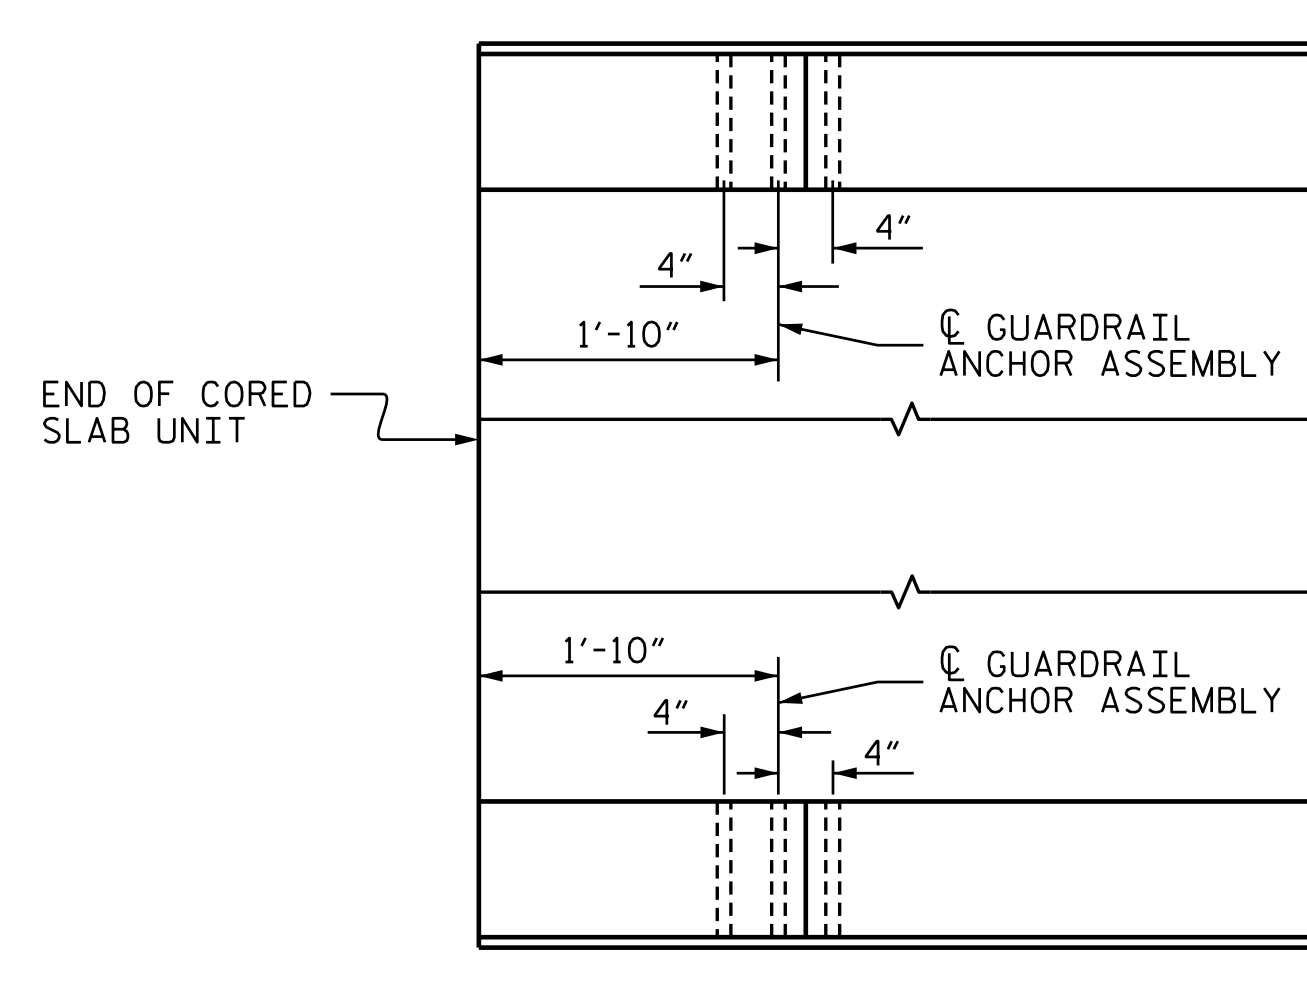 4"
4"
1'-10"
℄ GUARDRAIL
ANCHOR ASSEMBLY
END OF CORED
SLAB UNIT
1'-10"
℄ GUARDRAIL
ANCHOR ASSEMBLY
4"
4"